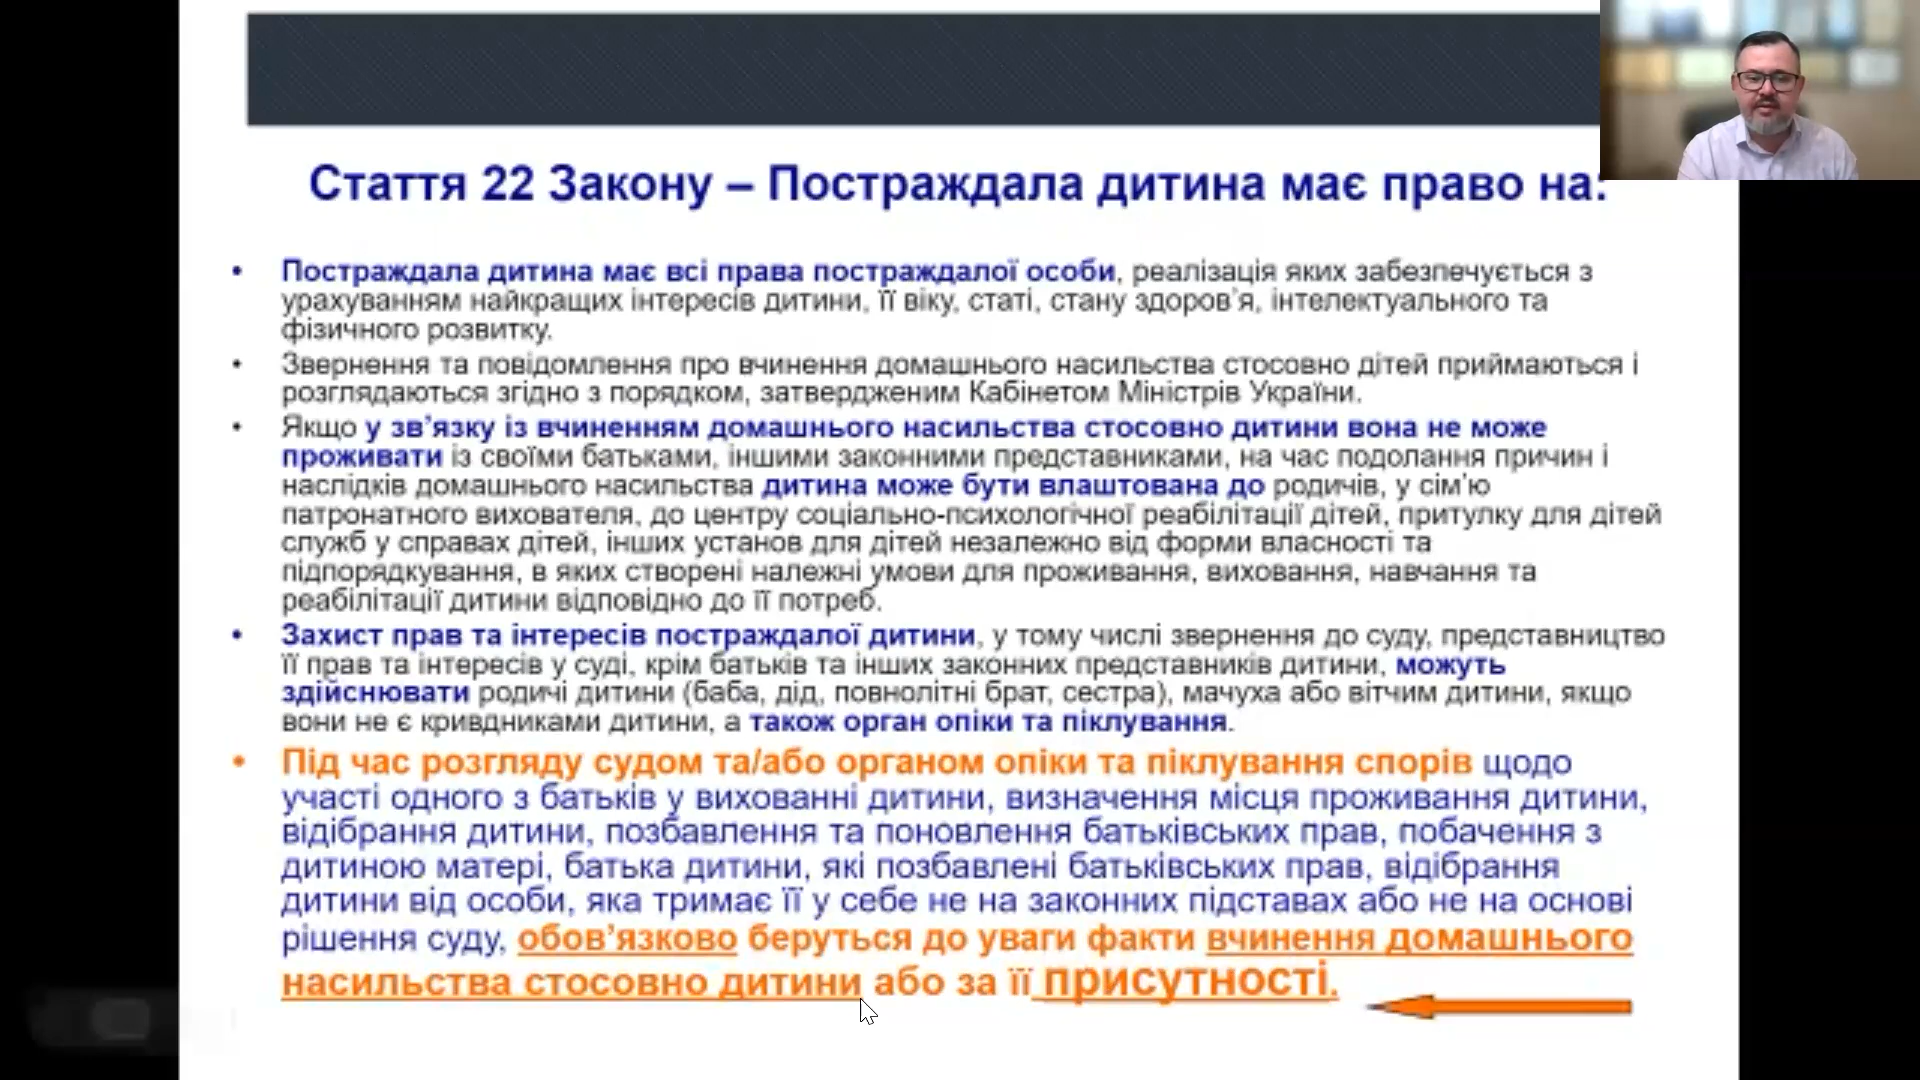 Стаття 22 Закону – Постраждала дитина має право на:
• Постраждала дитина має всі права постраждалої особи, реалізація яких забезпечується з
урахуванням найкращих інтересів дитини, її віку, статі, стану здоров’я, інтелектуального та
фізичного розвитку.
• Звернення та повідомлення про вчинення домашнього насильства стосовно дітей приймаються і
розглядаються згідно з порядком, затвердженим Кабінетом Міністрів України.
• Якщо у зв’язку із вчиненням домашнього насильства стосовно дитини вона не може
проживати із своїми батьками, іншими законними представниками, на час подолання причин і
наслідків домашнього насильства дитина може бути влаштована до родичів, у сім’ю
патронатного вихователя, до центру соціально-психологічної реабілітації дітей, притулку для дітей
служб у справах дітей, інших установ для дітей незалежно від форми власності та
підпорядкування, в яких створені належні умови для проживання, виховання, навчання та
реабілітації дитини відповідно до її потреб.
• Захист прав та інтересів постраждалої дитини, у тому числі звернення до суду, представництво
її прав та інтересів у суді, крім батьків та інших законних представників дитини, можуть
здійснювати родичі дитини (баба, дід, повнолітні брат, сестра), мачуха або вітчим дитини, якщо
вони не є кривдниками дитини, а також орган опіки та піклування.
• Під час розгляду судом та/або органом опіки та піклування спорів щодо
участі одного з батьків у вихованні дитини, визначення місця проживання дитини,
відібрання дитини, позбавлення та поновлення батьківських прав, побачення з
дитиною матері, батька дитини, які позбавлені батьківських прав, відібрання
дитини від особи, яка тримає її у себе не на законних підставах або не на основі
рішення суду, обов’язково беруться до уваги факти вчинення домашнього
насильства стосовно дитини або за її присутності.